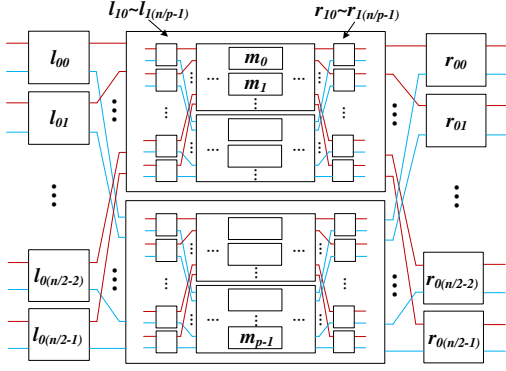 l10~l1(n/p-1) r10~r1(n/p-1)
l00 m0 r00
m1
l01 r01
l0(n/2-2) r0(n/2-2)
l0(n/2-1) mp-1 r0(n/2-1)